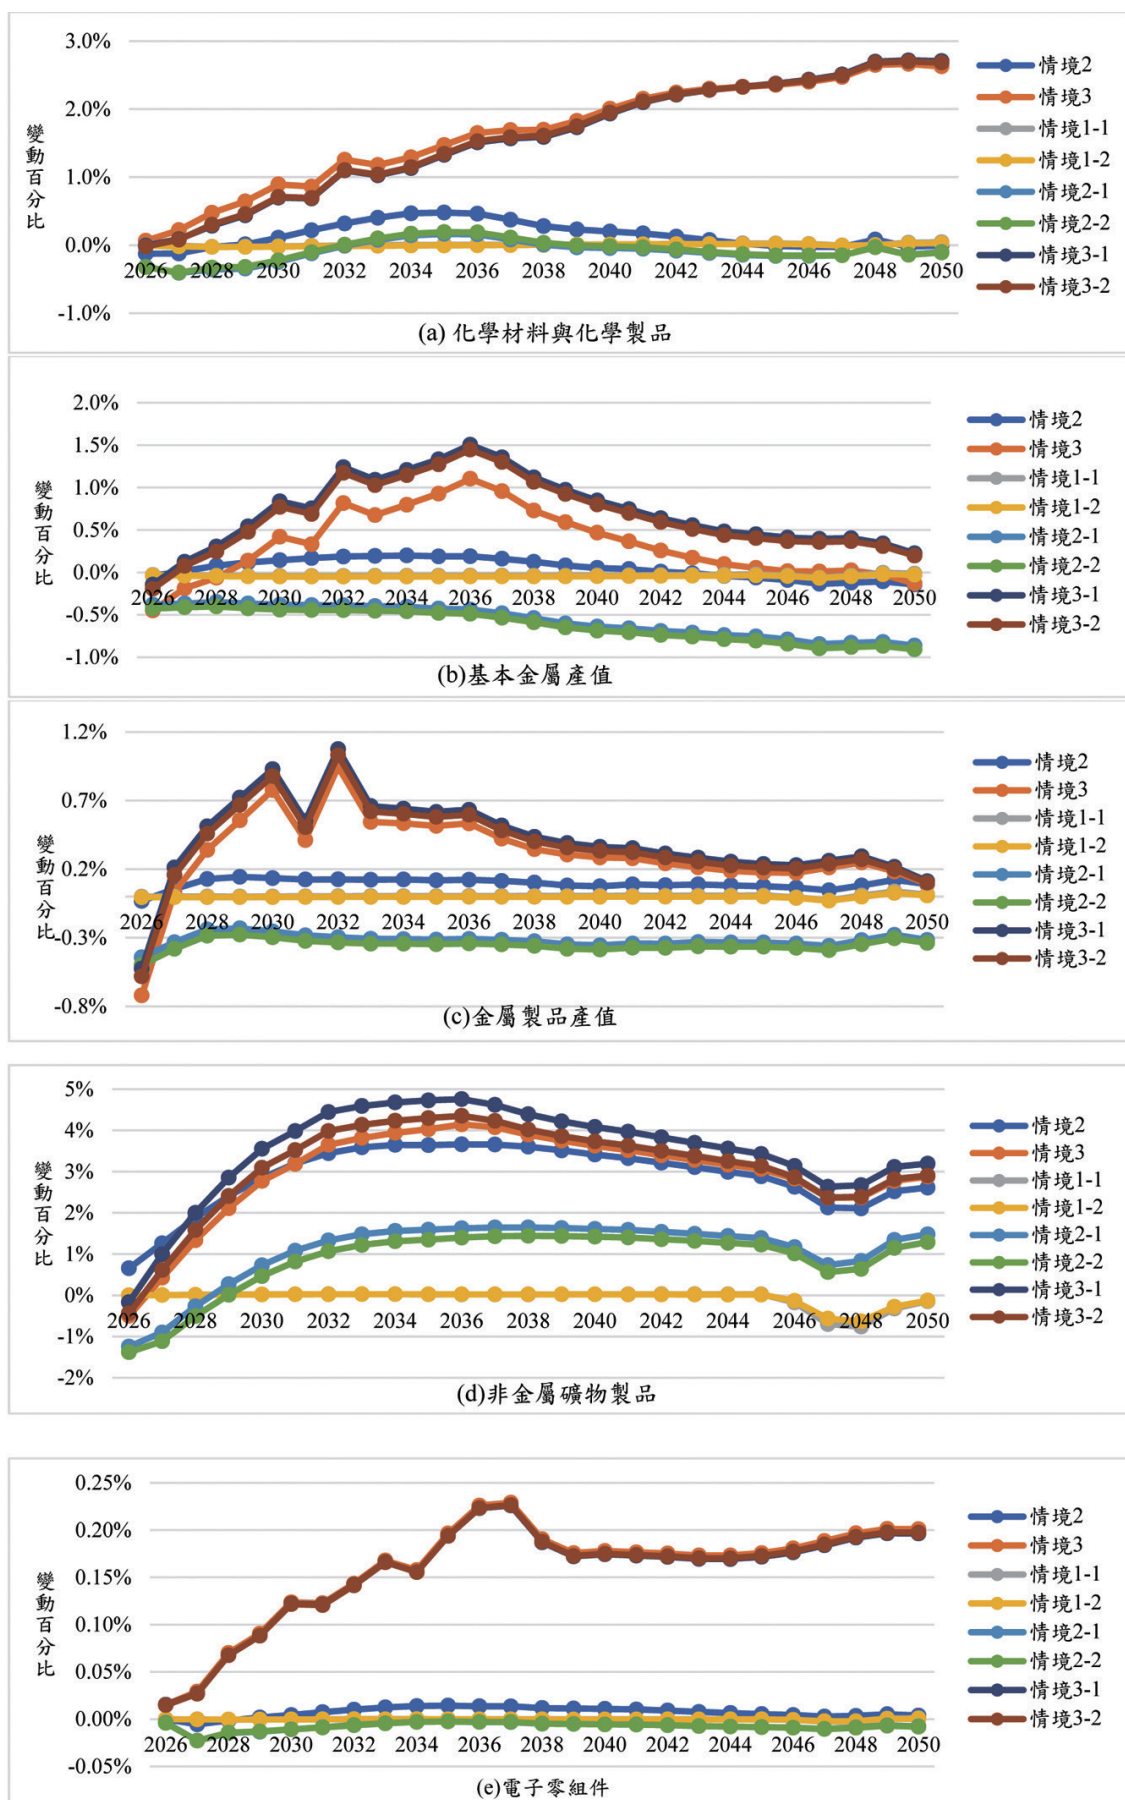 3.0%
2.0%
1.0%
0.0%
-1.0%
變動百分比
2026 2028 2030 2032 2034 2036 2038 2040 2042 2044 2046 2048 2050
情境2
情境3
情境1-1
情境1-2
情境2-1
情境2-2
情境3-1
情境3-2
(a) 化學材料與化學製品
2.0%
1.5%
1.0%
0.5%
0.0%
-0.5%
-1.0%
變動百分比
2026 2028 2030 2032 2034 2036 2038 2040 2042 2044 2046 2048 2050
情境2
情境3
情境1-1
情境1-2
情境2-1
情境2-2
情境3-1
情境3-2
(b)基本金屬產值
1.2%
0.7%
0.2%
-0.3%
-0.8%
變動百分比
2026 2028 2030 2032 2034 2036 2038 2040 2042 2044 2046 2048 2050
情境2
情境3
情境1-1
情境1-2
情境2-1
情境2-2
情境3-1
情境3-2
(c)金屬製品產值
5%
4%
3%
2%
1%
0%
-1%
-2%
變動百分比
2026 2028 2030 2032 2034 2036 2038 2040 2042 2044 2046 2048 2050
情境2
情境3
情境1-1
情境1-2
情境2-1
情境2-2
情境3-1
情境3-2
(d)非金屬礦物製品
0.25%
0.20%
0.15%
0.10%
0.05%
0.00%
-0.05%
變動百分比
2026 2028 2030 2032 2034 2036 2038 2040 2042 2044 2046 2048 2050
情境2
情境3
情境1-1
情境1-2
情境2-1
情境2-2
情境3-1
情境3-2
(e)電子零組件